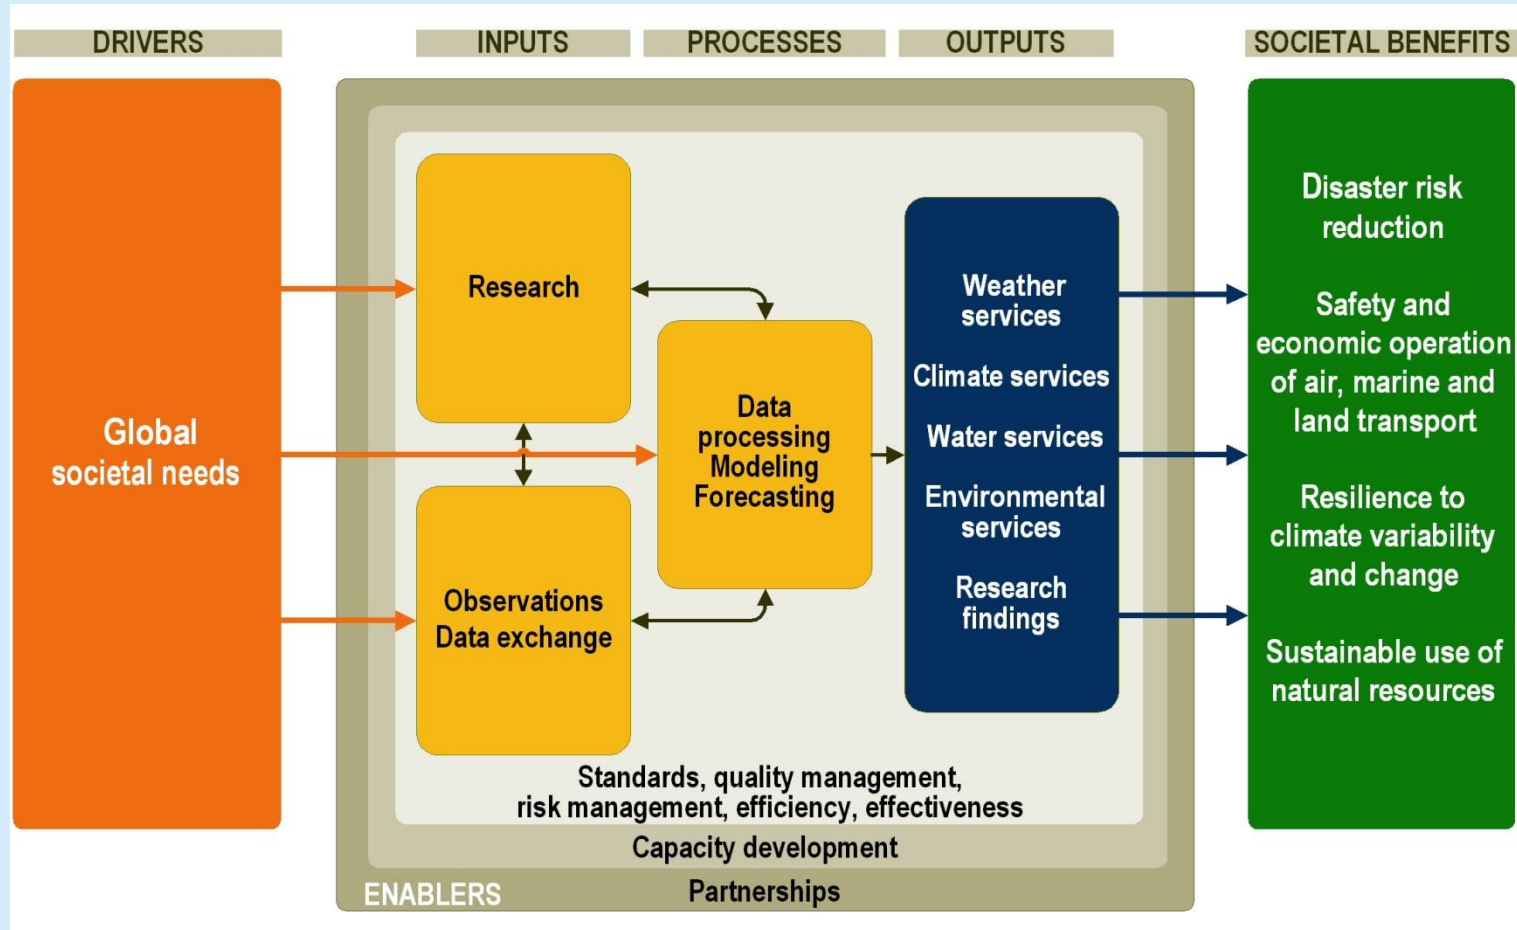 DRIVERS
INPUTS
PROCESSES
OUTPUTS
SOCIETAL BENEFITS
Global
societal needs
Research
Observations
Data exchange
Data
processing
Modeling
Forecasting
Weather
services
Climate services
Water services
Environmental
services
Research
findings
Disaster risk
reduction
Safety and
economic operation
of air, marine and
land transport
Resilience to
climate variability
and change
Sustainable use of
natural resources
Standards, quality management,
risk management, efficiency, effectiveness
Capacity development
ENABLERS
Partnerships